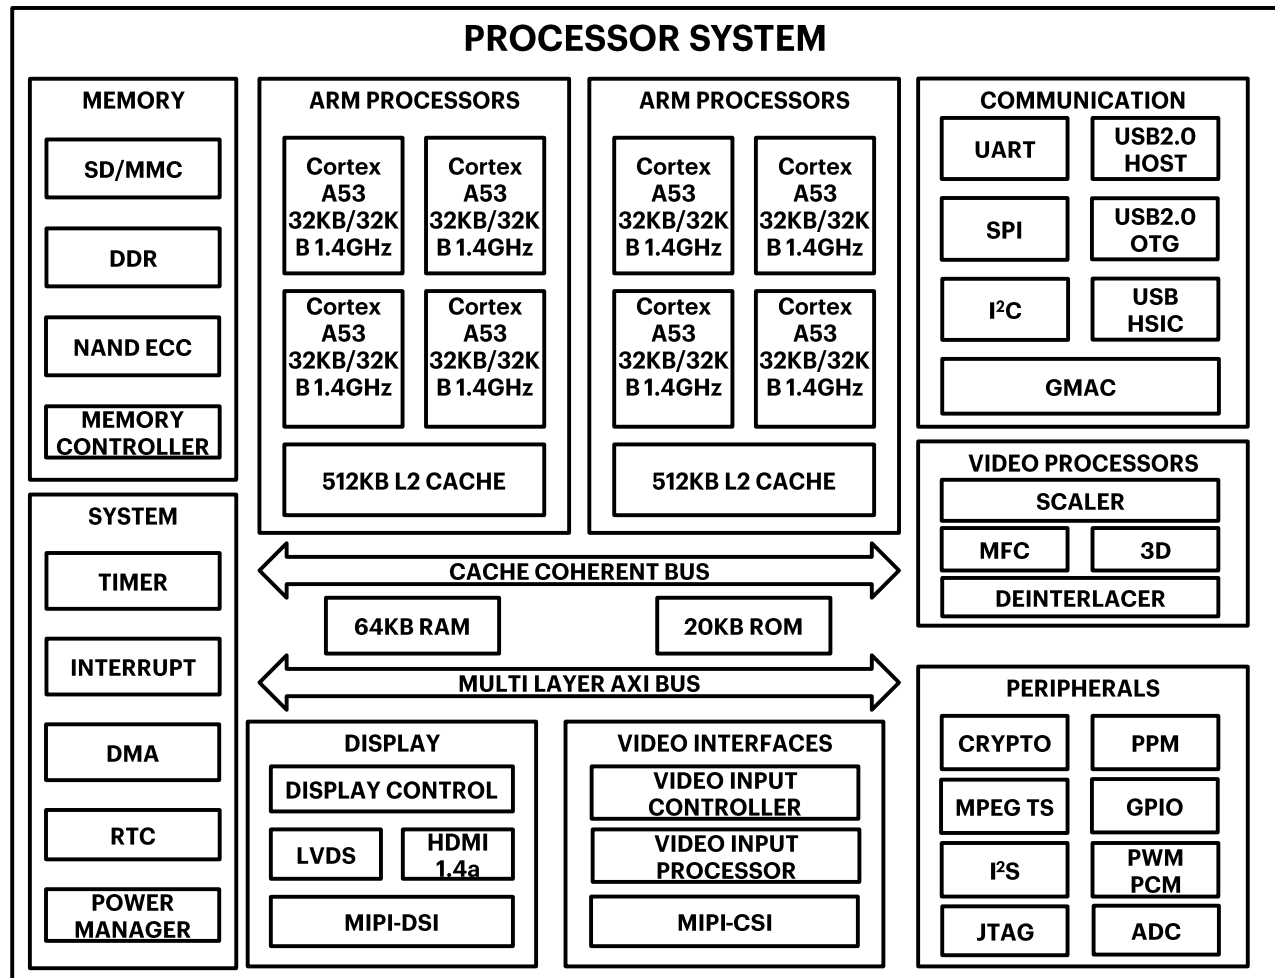 PROCESSOR SYSTEM
MEMORY
SD/MMC
DDR
NAND ECC
MEMORY
CONTROLLER
SYSTEM
TIMER
INTERRUPT
DMA
RTC
POWER
MANAGER
ARM PROCESSORS
Cortex
A53
32KB/32K
B 1.4GHz
Cortex
A53
32KB/32K
B 1.4GHz
Cortex
A53
32KB/32K
B 1.4GHz
Cortex
A53
32KB/32K
B 1.4GHz
512KB L2 CACHE
ARM PROCESSORS
Cortex
A53
32KB/32K
B 1.4GHz
Cortex
A53
32KB/32K
B 1.4GHz
Cortex
A53
32KB/32K
B 1.4GHz
Cortex
A53
32KB/32K
B 1.4GHz
512KB L2 CACHE
CACHE COHERENT BUS
64KB RAM
20KB ROM
MULTI LAYER AXI BUS
DISPLAY
DISPLAY CONTROL
LVDS
HDMI
1.4a
MIPI-DSI
VIDEO INTERFACES
VIDEO INPUT
CONTROLLER
VIDEO INPUT
PROCESSOR
MIPI-CSI
COMMUNICATION
UART
USB2.0
HOST
SPI
USB2.0
OTG
I²C
USB
HSIC
GMAC
VIDEO PROCESSORS
SCALER
MFC
3D
DEINTERLACER
PERIPHERALS
CRYPTO
PPM
MPEG TS
GPIO
I²S
PWM
PCM
JTAG
ADC